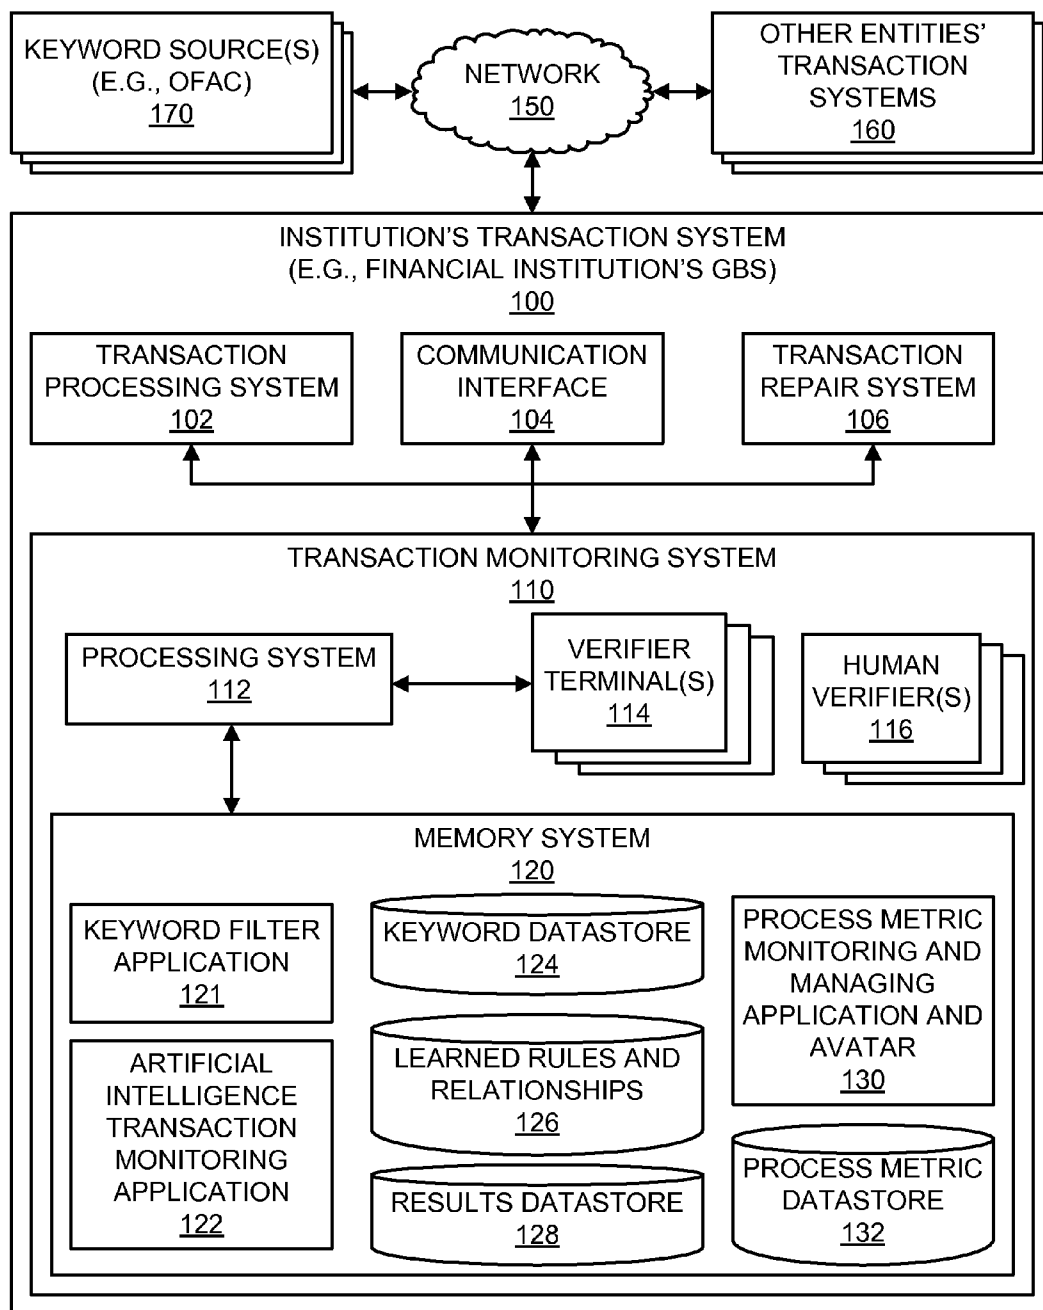 KEYWORD SOURCE(S)
(E.G., OFAC)
170
NETWORK
150
OTHER ENTITIES'
TRANSACTION
SYSTEMS
160
INSTITUTION'S TRANSACTION SYSTEM
(E.G., FINANCIAL INSTITUTION'S GBS)
100
TRANSACTION
PROCESSING SYSTEM
102
COMMUNICATION
INTERFACE
104
TRANSACTION
REPAIR SYSTEM
106
TRANSACTION MONITORING SYSTEM
110
PROCESSING SYSTEM
112
VERIFIER
TERMINAL(S)
114
HUMAN
VERIFIER(S)
116
MEMORY SYSTEM
120
KEYWORD FILTER
APPLICATION
121
ARTIFICIAL
INTELLIGENCE
TRANSACTION
MONITORING
APPLICATION
122
KEYWORD DATASTORE
124
LEARNED RULES AND
RELATIONSHIPS
126
RESULTS DATASTORE
128
PROCESS METRIC
MONITORING AND
MANAGING
APPLICATION AND
AVATAR
130
PROCESS METRIC
DATASTORE
132